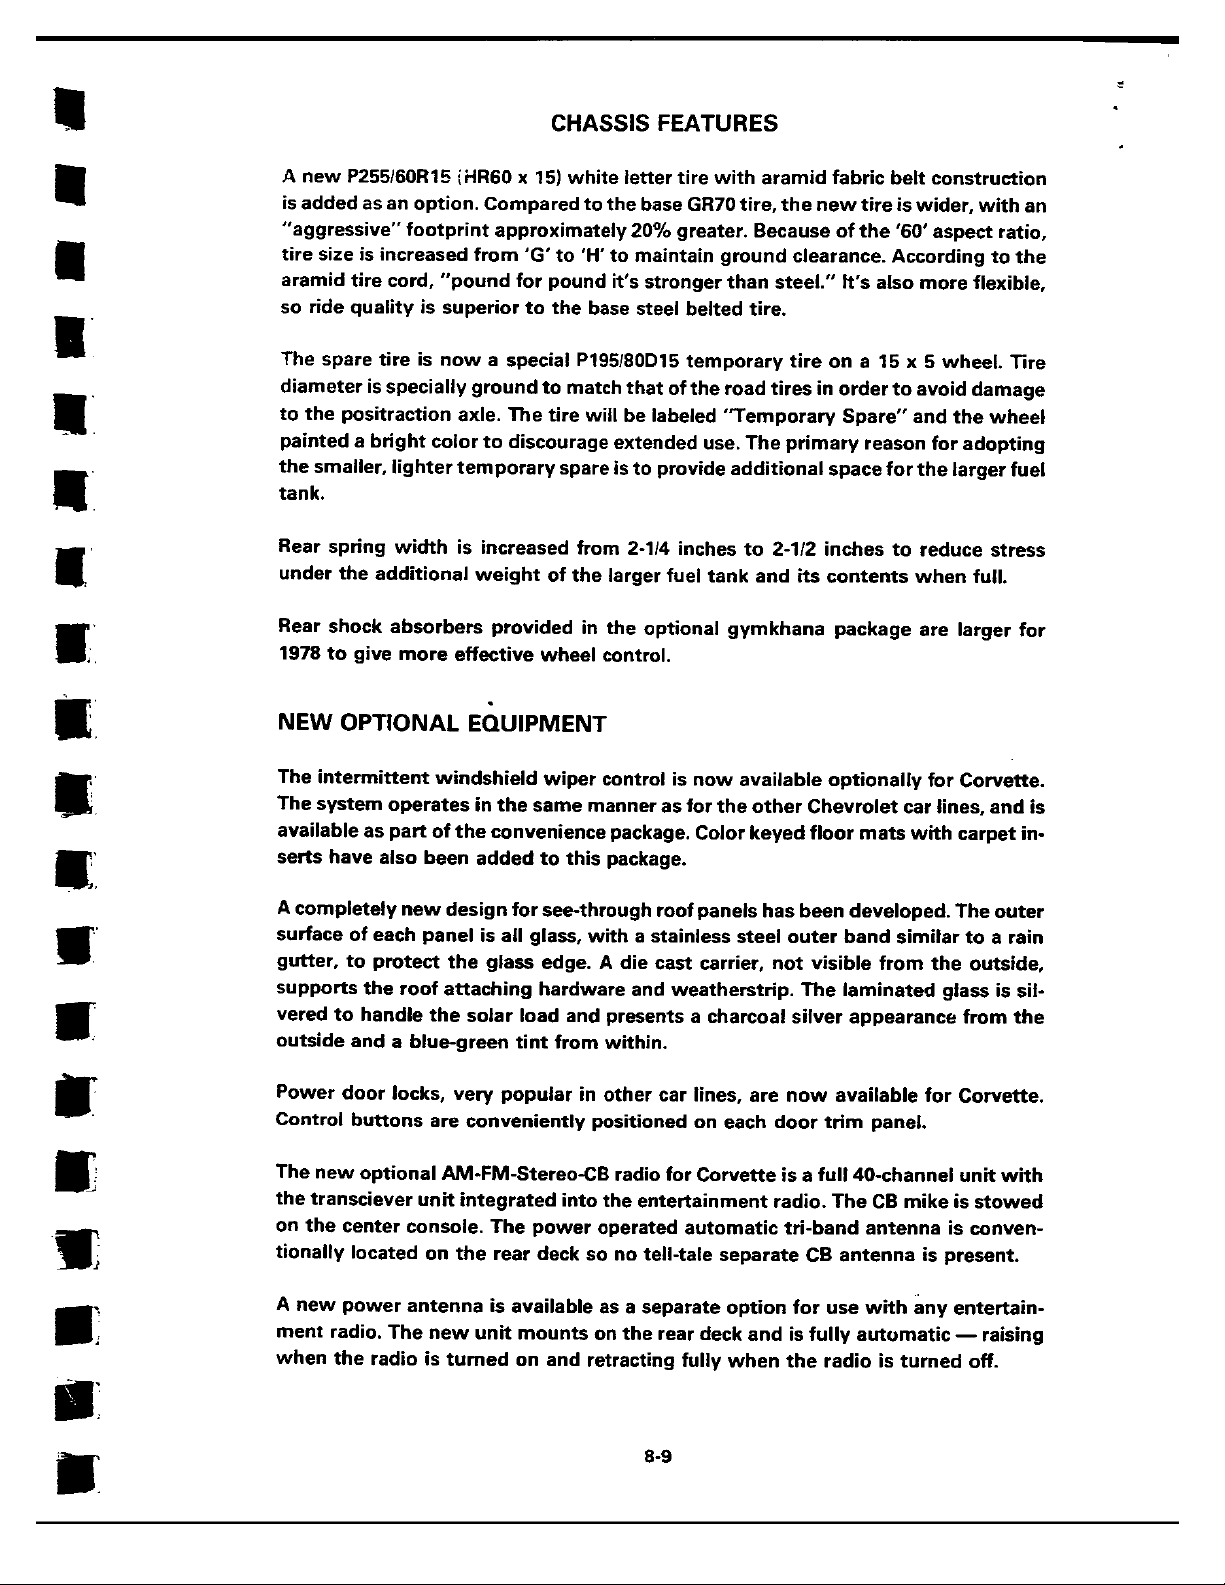 CHASSIS FEATURES
A new P255/60R15 (HR60 x 15) white letter tire with aramid fabric belt construction
is added as an option. Compared to the base GR70 tire, the new tire is wider, with an
"aggressive" footprint approximately 20% greater. Because of the '60' aspect ratio,
tire size is increased from 'G' to 'H' to maintain ground clearance. According to the
aramid tire cord, "pound for pound it's stronger than steel." It's also more flexible,
so ride quality is superior to the base steel belted tire.
The spare tire is now a special P195/80D15 temporary tire on a 15 x 5 wheel. Tire
diameter is specially ground to match that of the road tires in order to avoid damage
to the positraction axle. The tire will be labeled "Temporary Spare" and the wheel
painted a bright color to discourage extended use. The primary reason for adopting
the smaller, lighter temporary spare is to provide additional space for the larger fuel
tank.
Rear spring width is increased from 2-1/4 inches to 2-1/2 inches to reduce stress
under the additional weight of the larger fuel tank and its contents when full.
Rear shock absorbers provided in the optional gymkhana package are larger for
1978 to give more effective wheel control.
NEW OPTIONAL EQUIPMENT
The intermittent windshield wiper control is now available optionally for Corvette.
The system operates in the same manner as for the other Chevrolet car lines, and is
available as part of the convenience package. Color keyed floor mats with carpet in-
serts have also been added to this package.
A completely new design for see-through roof panels has been developed. The outer
surface of each panel is all glass, with a stainless steel outer band similar to a rain
gutter, to protect the glass edge. A die cast carrier, not visible from the outside,
supports the roof attaching hardware and weatherstrip. The laminated glass is sil-
vered to handle the solar load and presents a charcoal silver appearance from the
outside and a blue-green tint from within.
Power door locks, very popular in other car lines, are now available for Corvette.
Control buttons are conveniently positioned on each door trim panel.
The new optional AM-FM-Stereo-CB radio for Corvette is a full 40-channel unit with
the transciever unit integrated into the entertainment radio. The CB mike is stowed
on the center console. The power operated automatic tri-band antenna is conven-
tionally located on the rear deck so no tell-tale separate CB antenna is present.
A new power antenna is available as a separate option for use with any entertain-
ment radio. The new unit mounts on the rear deck and is fully automatic — raising
when the radio is turned on and retracting fully when the radio is turned off.
8-9